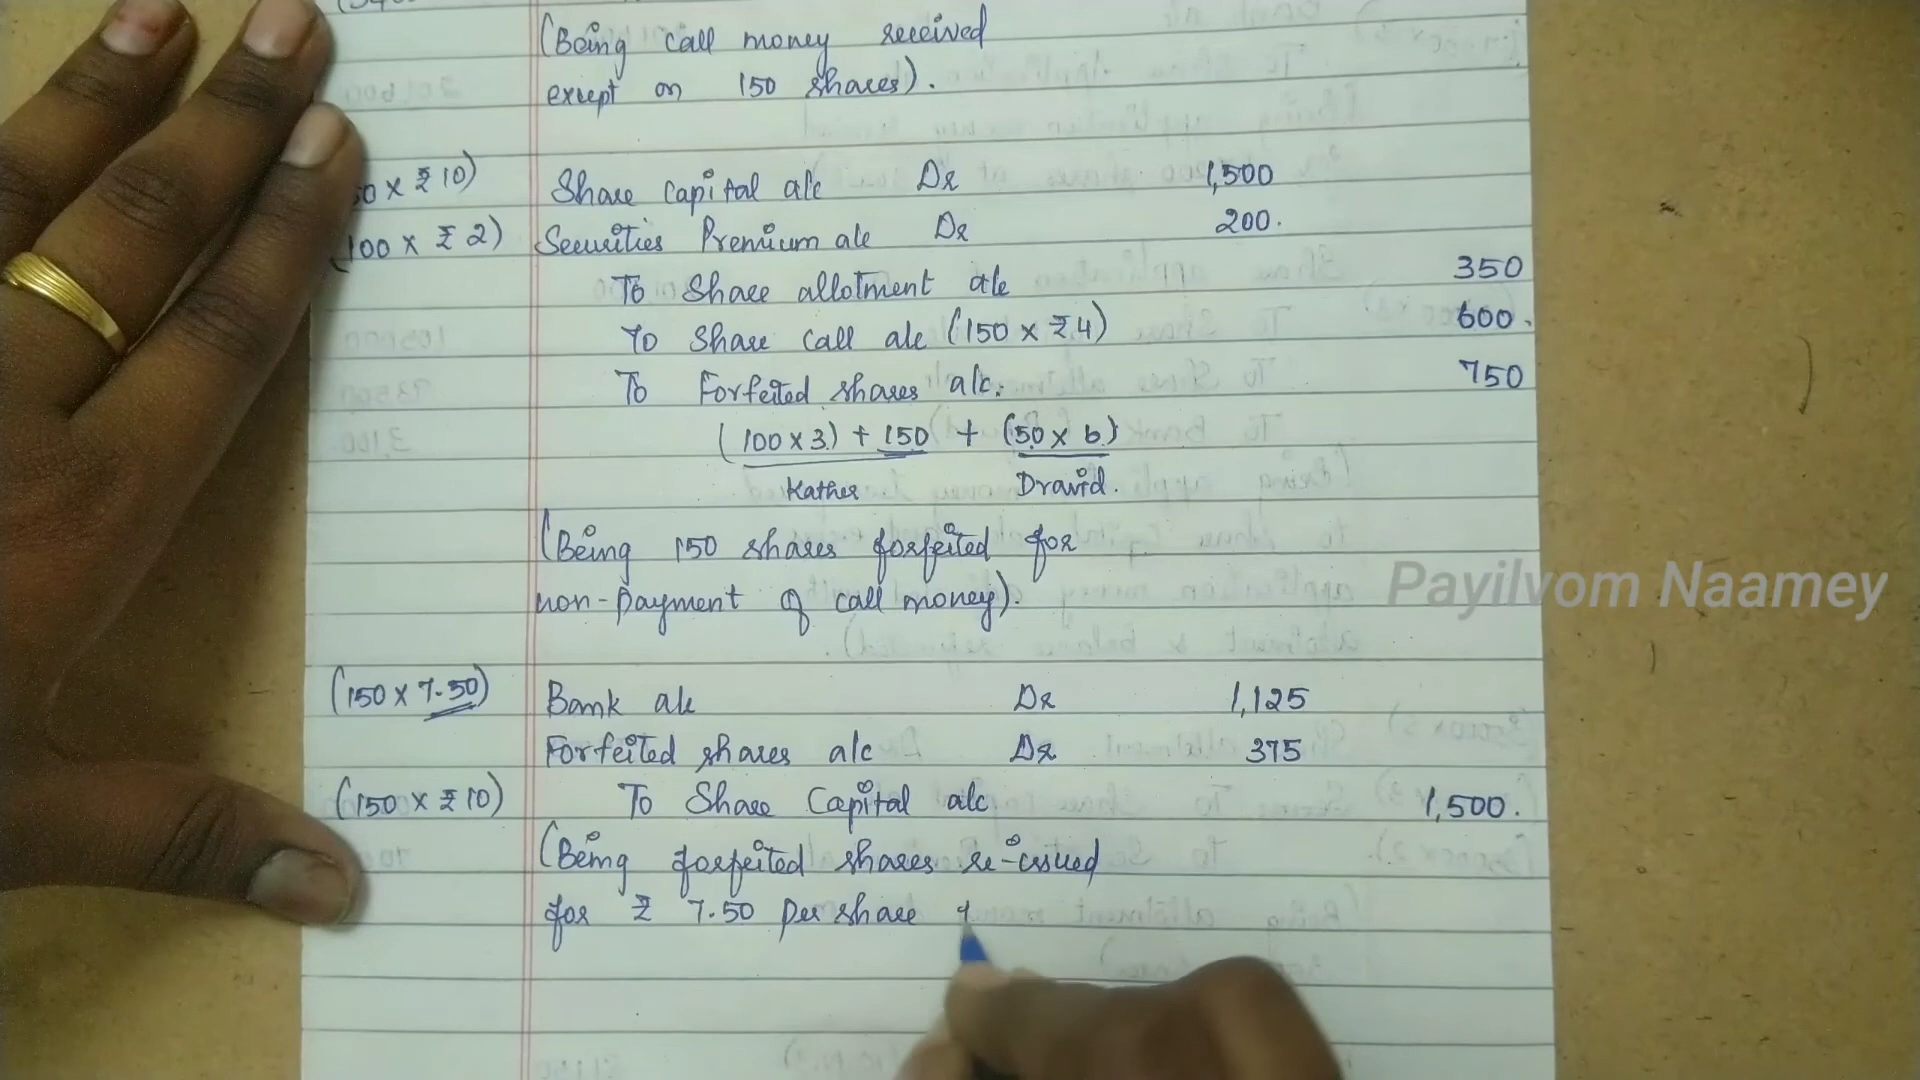 (Being call money received
except on 150 shares).
50 x ₹ 10) Share capital a/c Dr 1,500
(100 x ₹ 2) Securities Premium a/c Dr 200.
To Share allotment a/c 350
To Share call a/c (150 x ₹4) 600.
To Forfeited shares a/c. 750
(100 x 3) + 150 + (50 x 6)
Kather Dravid.
(Being 150 shares forfeited for
non-payment of call money).
Payilvom Naamey
(150 x 7.50) Bank a/c Dr 1,125
Forfeited shares a/c Dr 375
(150 x ₹ 10) To Share Capital a/c 1,500.
(Being forfeited shares re-issued
for ₹ 7.50 per share